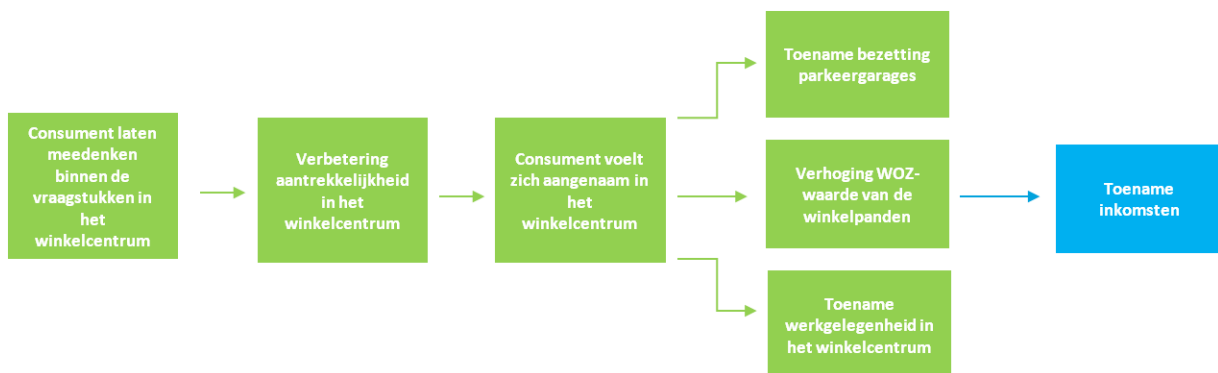 Consument laten
meedenken
binnen de
vraagstukken in
het
winkelcentrum
Verbetering
aantrekkelijkheid
in het
winkelcentrum
Consument voelt
zich aangenaam in
het
winkelcentrum
Toename bezetting
parkeergarages
Verhoging WOZ-
waarde van de
winkelpanden
Toename
werkgelegenheid in
het winkelcentrum
Toename
inkomsten